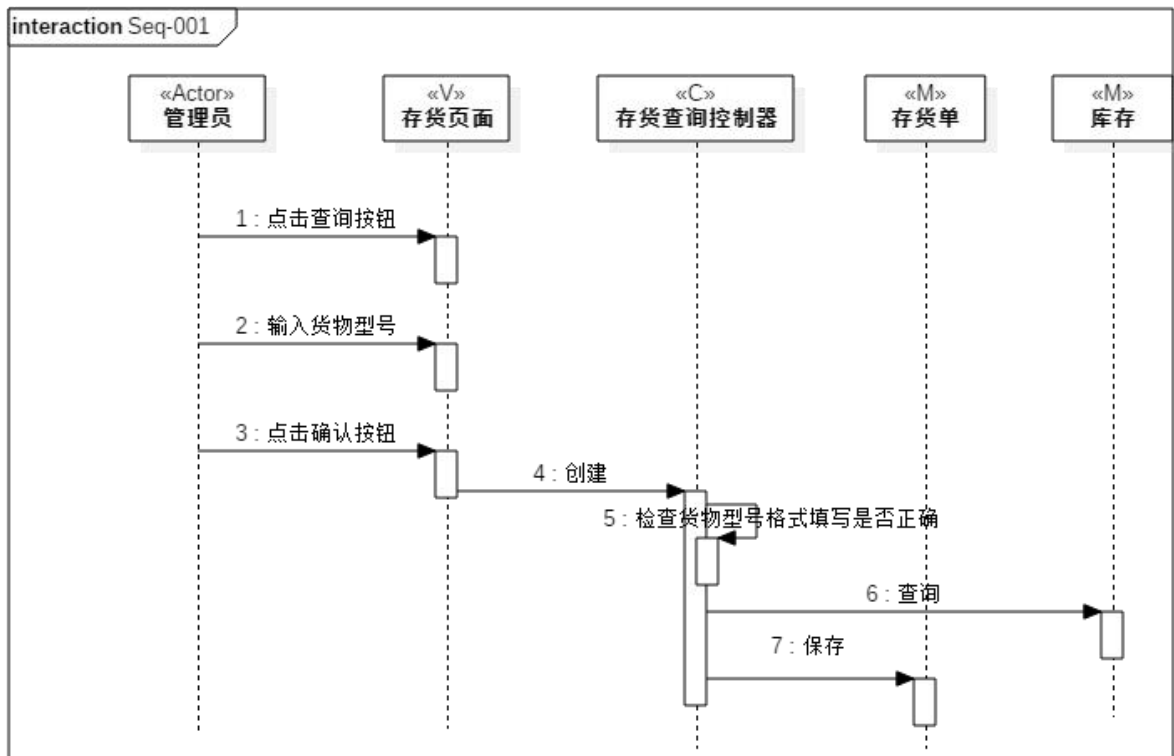 interaction Seq-001
«Actor»
管理员
«V»
存货页面
«C»
存货查询控制器
«M»
存货单
«M»
库存
1 : 点击查询按钮
2 : 输入货物型号
3 : 点击确认按钮
4 : 创建
5 : 检查货物型号格式填写是否正确
6 : 查询
7 : 保存